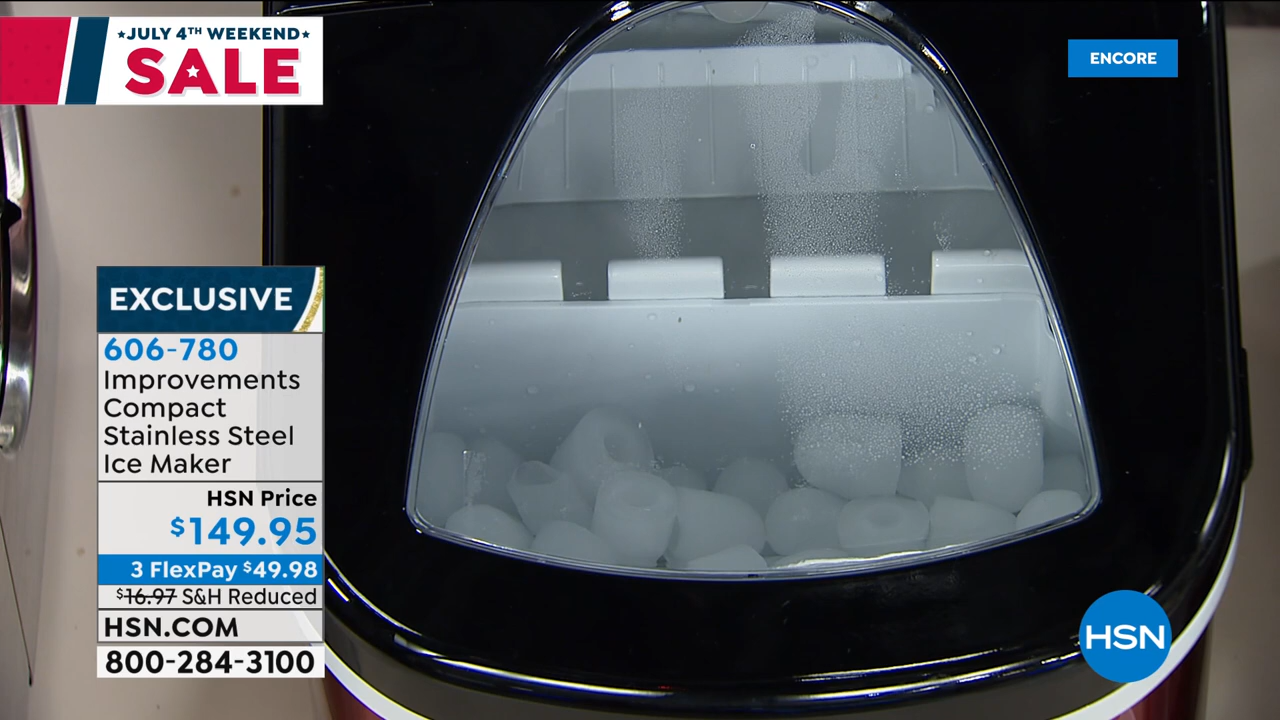 ★JULY 4TH WEEKEND★
SALE
ENCORE
EXCLUSIVE
606-780
Improvements
Compact
Stainless Steel
Ice Maker
HSN Price
$149.95
3 FlexPay $49.98
$16.97 S&H Reduced
HSN.COM
800-284-3100
HSN